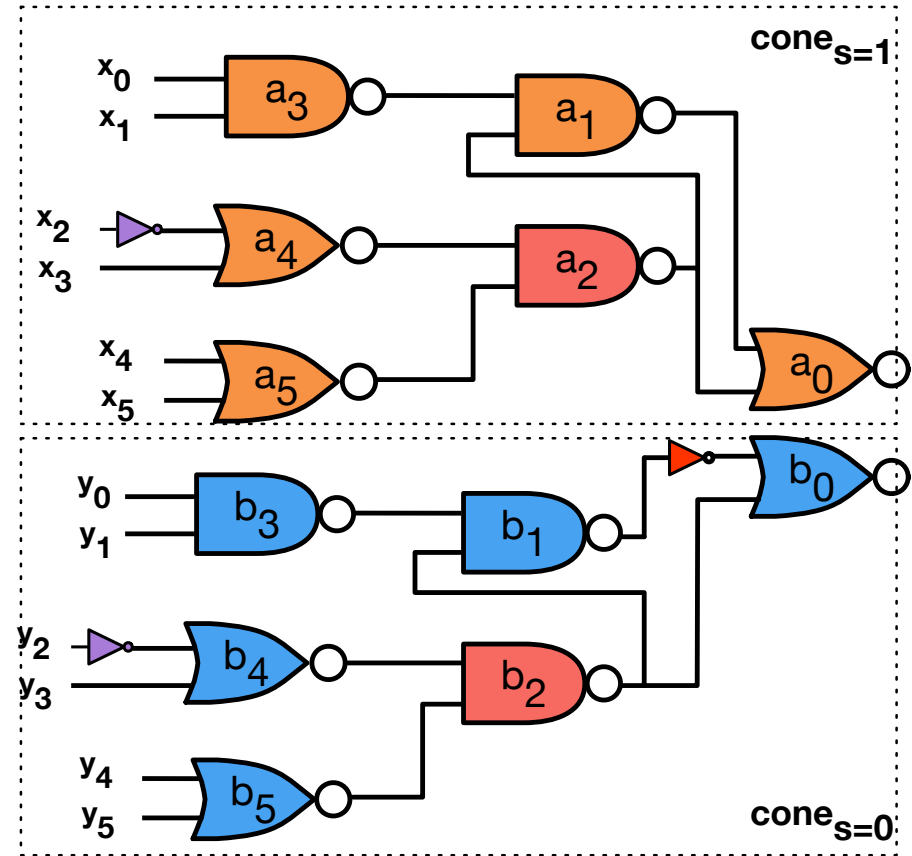 cone_{s=1}
x_0
x_1
a_3
a_1
x_2
x_3
a_4
a_2
x_4
x_5
a_5
a_0
y_0
y_1
b_3
b_1
b_0
y_2
y_3
b_4
b_2
y_4
y_5
b_5
cone_{s=0}